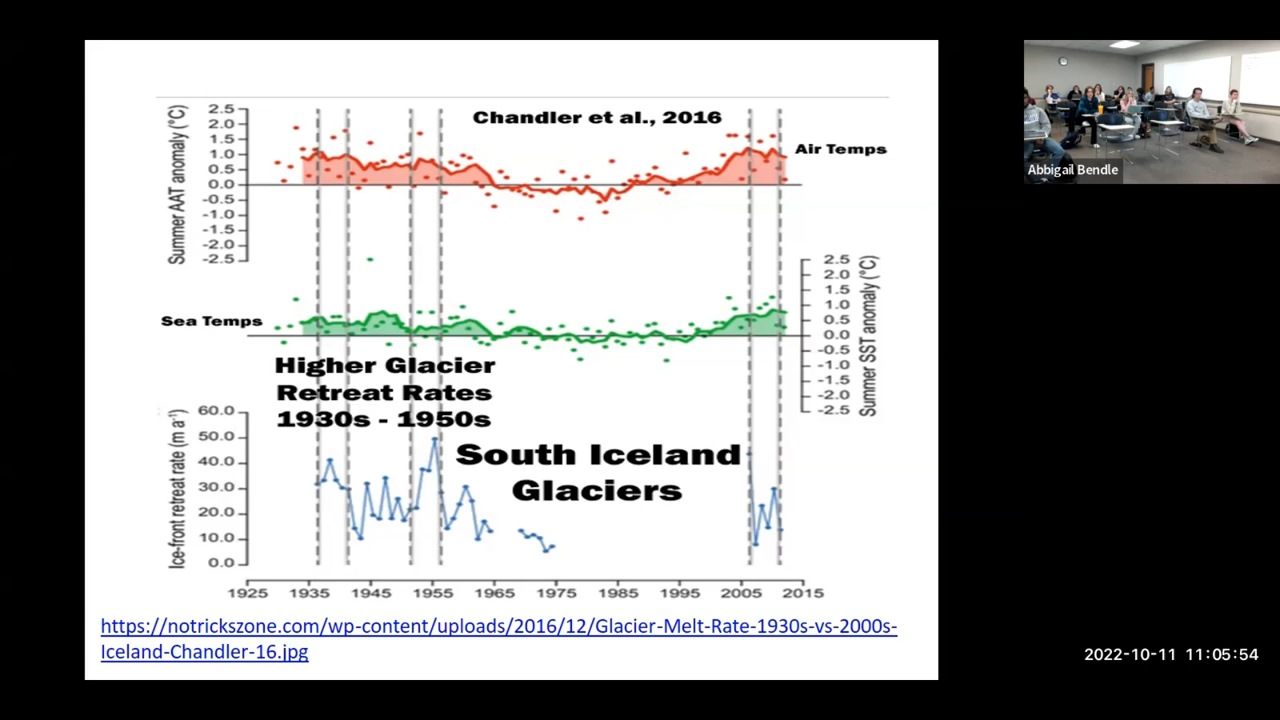 Chandler et al., 2016
Air Temps
Summer AAT anomaly (°C)
2.5
2.0
1.5
1.0
0.5
0.0
-0.5
-1.0
-1.5
-2.0
-2.5
Sea Temps
Summer SST anomaly (°C)
2.5
2.0
1.5
1.0
0.5
0.0
-0.5
-1.0
-1.5
-2.0
-2.5
Higher Glacier
Retreat Rates
1930s - 1950s
South Iceland
Glaciers
Ice-front retreat rate (m a⁻¹)
60.0
50.0
40.0
30.0
20.0
10.0
0.0
1925 1935 1945 1955 1965 1975 1985 1995 2005 2015
https://notrickszone.com/wp-content/uploads/2016/12/Glacier-Melt-Rate-1930s-vs-2000s-
Iceland-Chandler-16.jpg
Abbigail Bendle
2022-10-11 11:05:54